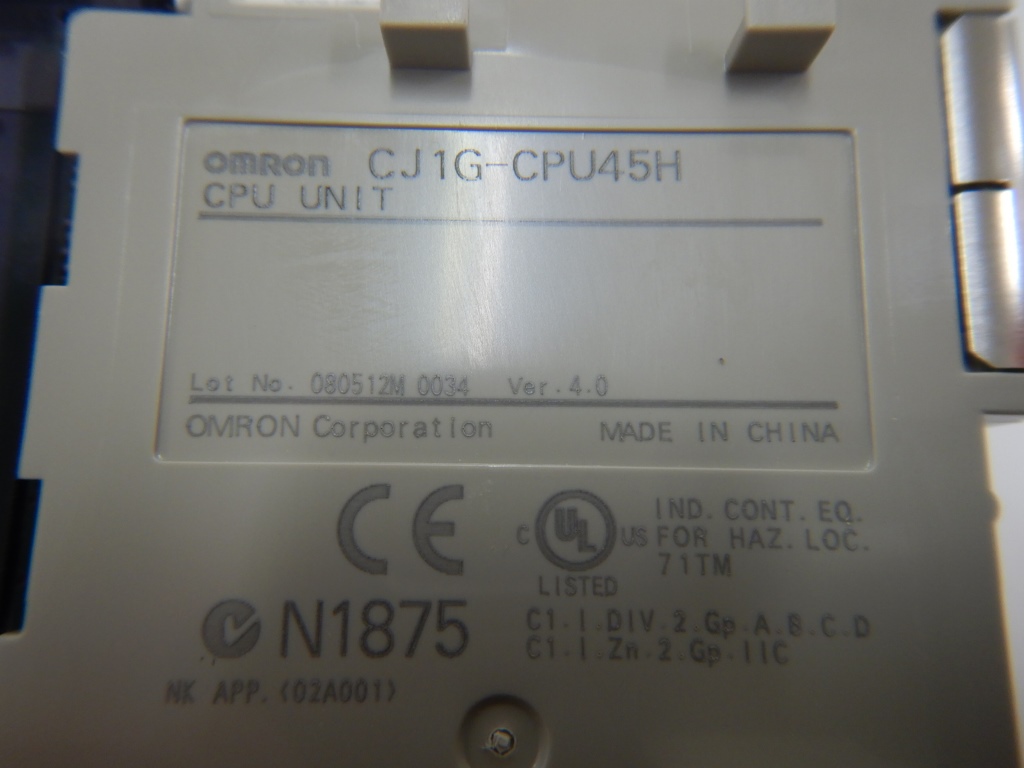 OMRON CJ1G-CPU45H
CPU UNIT
Lot No. 080512M 0034 Ver.4.0
OMRON Corporation MADE IN CHINA
CE
C UL US
LISTED
IND. CONT. EQ.
FOR HAZ. LOC.
71TM
N1875
C1.I.DIV.2.Gp.A.B.C.D
C1.I.Zn.2.Gp.IIC
NK APP.(02A001)